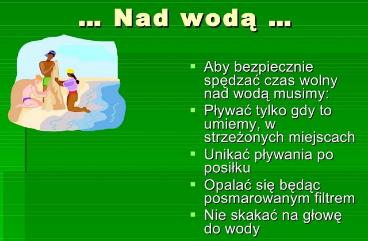 ... Nad wodą ...
Aby bezpiecznie
spędzać czas wolny
nad wodą musimy:
Pływać tylko gdy to
umiemy, w
strzeżonych miejscach
Unikać pływania po
posiłku
Opalać się będąc
posmarowanym filtrem
Nie skakać na głowę
do wody